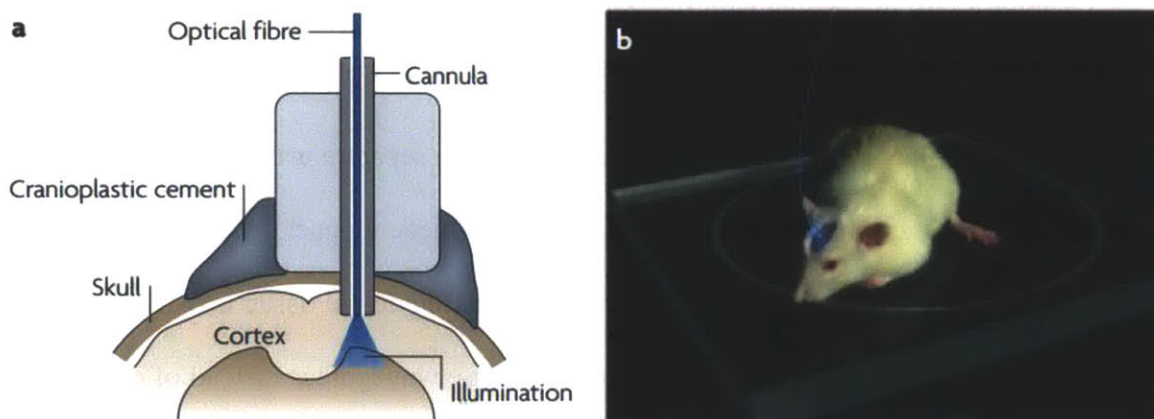 a
Optical fibre
Cannula
Cranioplastic cement
Skull
Cortex
Illumination
b